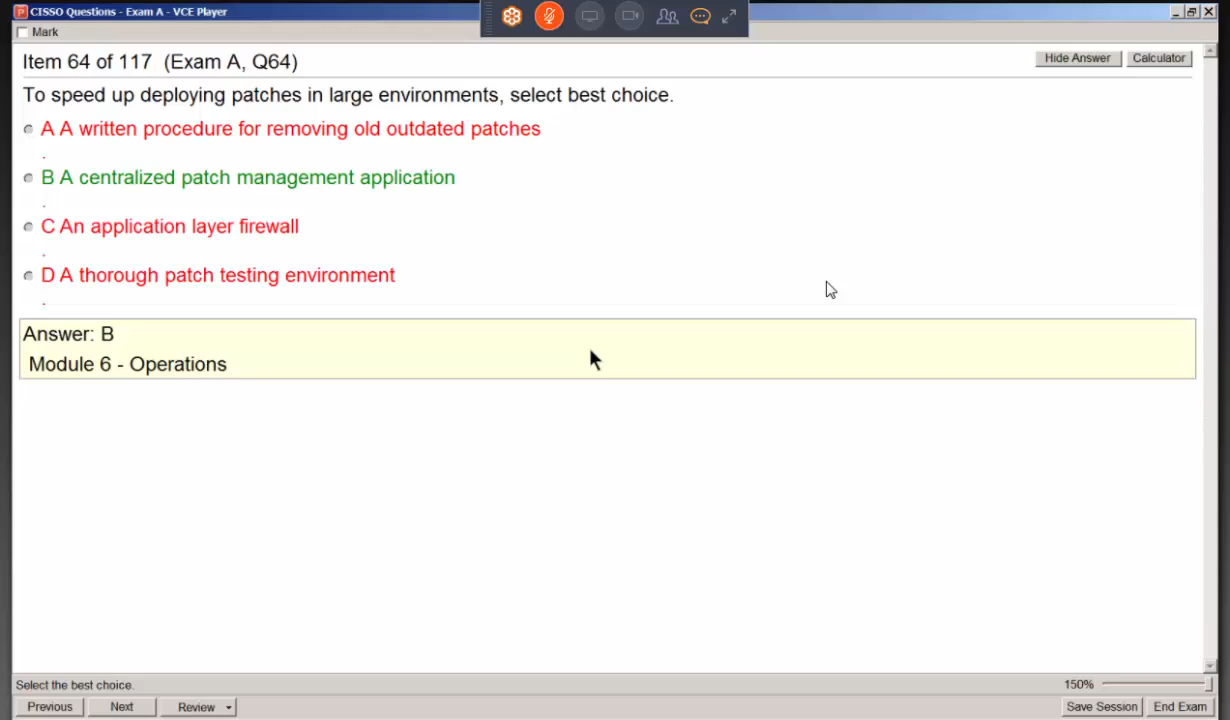 CISSO Questions - Exam A - VCE Player
Mark
Item 64 of 117 (Exam A, Q64)
Hide Answer
Calculator
To speed up deploying patches in large environments, select best choice.
A A written procedure for removing old outdated patches
.
B A centralized patch management application
.
C An application layer firewall
.
D A thorough patch testing environment
.
Answer: B
Module 6 - Operations
Select the best choice.
150%
Previous
Next
Review
Save Session
End Exam